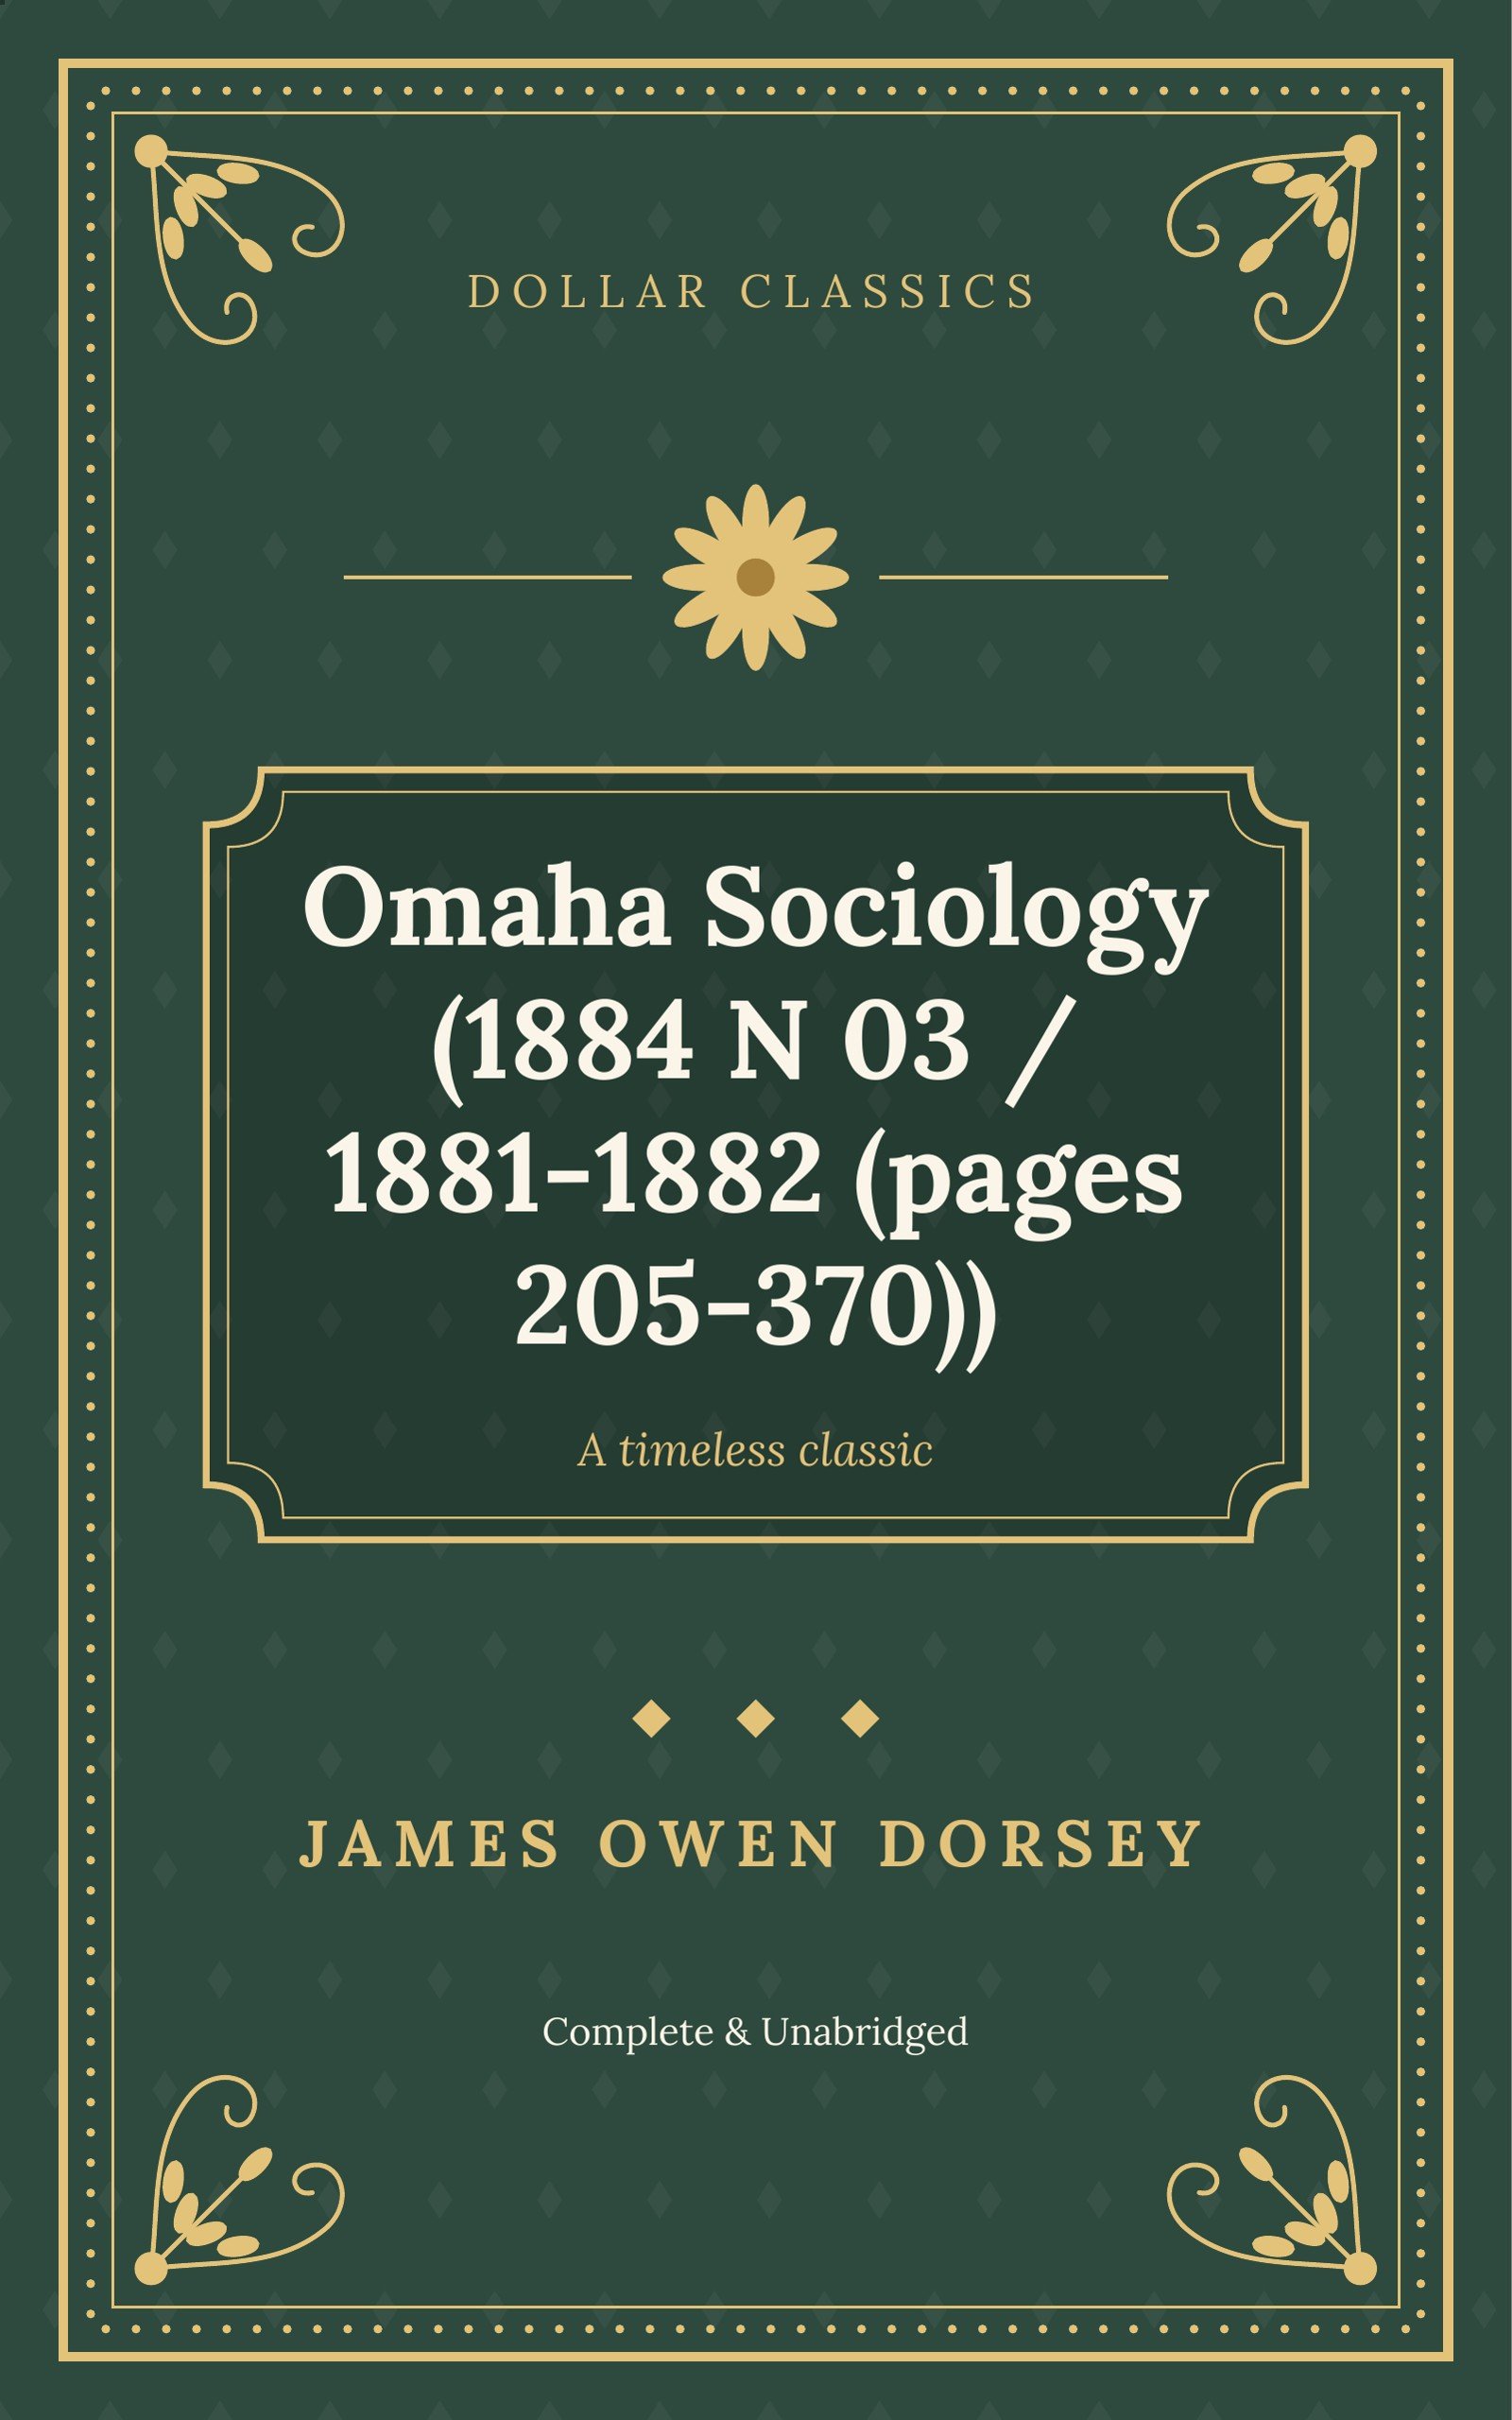 DOLLAR CLASSICS
Omaha Sociology
(1884 N 03 /
1881-1882 (pages
205-370))
A timeless classic
JAMES OWEN DORSEY
Complete & Unabridged